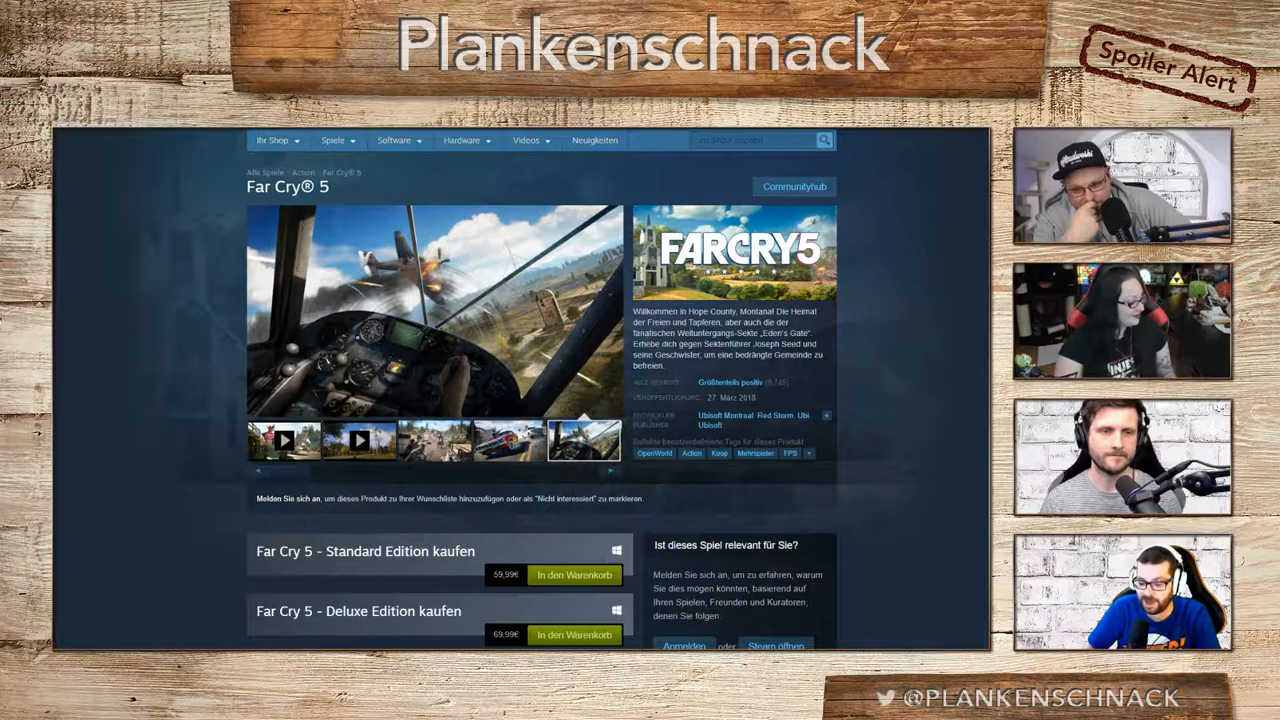 Plankenschnack
Spoiler Alert
Ihr Shop
Spiele
Software
Hardware
Videos
Neuigkeiten
Alle Spiele
Action
Far Cry® 5
Far Cry® 5
Communityhub
FARCRY5
Willkommen in Hope County, Montana! Die Heimat
der Freien und Tapferen, aber auch die der
fanatischen Weltuntergangs-Sekte „Eden's Gate“.
Erhebe dich gegen Sektenführer Joseph Seed und
seine Geschwister, um eine bedrängte Gemeinde zu
befreien.
ALLE REVIEWS:
Größtenteils positiv (8,745)
27. März 2018
Ubisoft Montreal, Red Storm, Ubi
+
PUBLISHER:
Ubisoft
Beliebte benutzerdefinierte Tags für dieses Produkt
OpenWorld
Action
Koop
Mehrspieler
FPS
+
Melden Sie sich an, um dieses Produkt zu Ihrer Wunschliste hinzuzufügen oder als "Nicht interessiert" zu markieren.
Far Cry 5 - Standard Edition kaufen
59,99€
In den Warenkorb
Far Cry 5 - Deluxe Edition kaufen
69,99€
In den Warenkorb
Ist dieses Spiel relevant für Sie?
Melden Sie sich an, um zu erfahren, warum
Sie dies mögen könnten, basierend auf
Ihren Spielen, Freunden und Kuratoren,
denen Sie folgen.
Anmelden
oder
Steam öffnen
@PLANKENSCHNACK